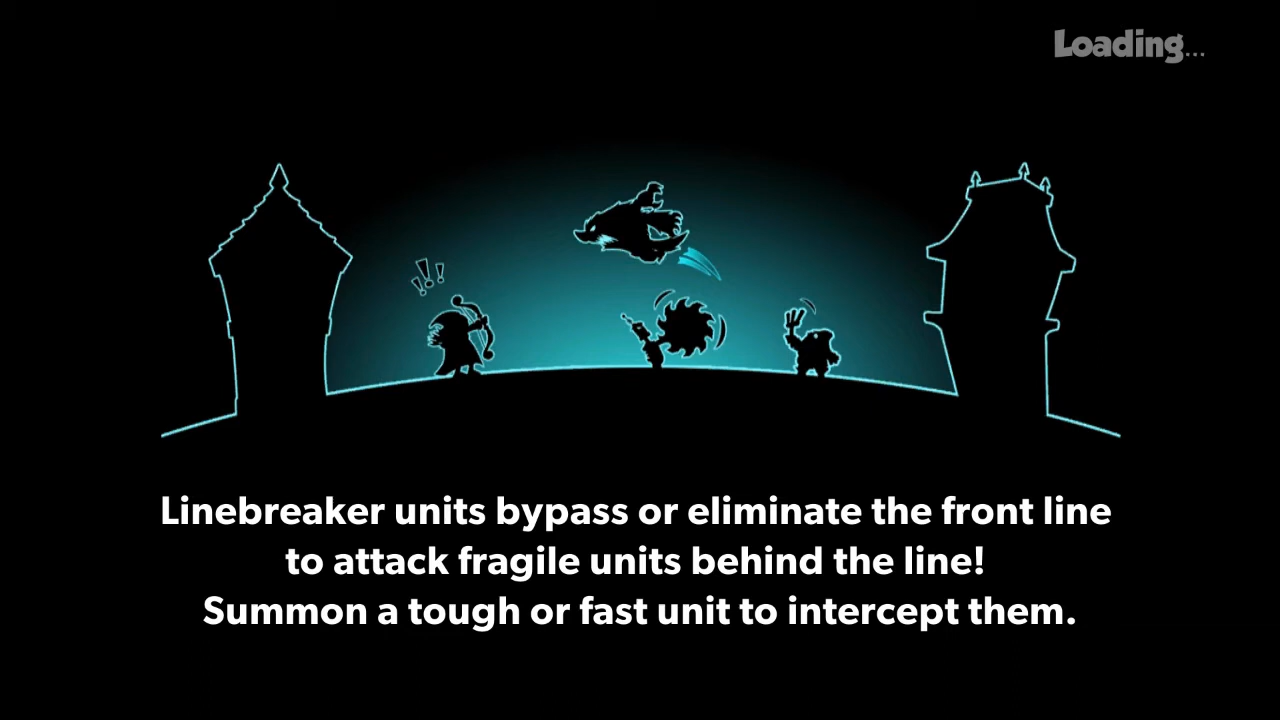 Loading...
!!!
Linebreaker units bypass or eliminate the front line
to attack fragile units behind the line!
Summon a tough or fast unit to intercept them.